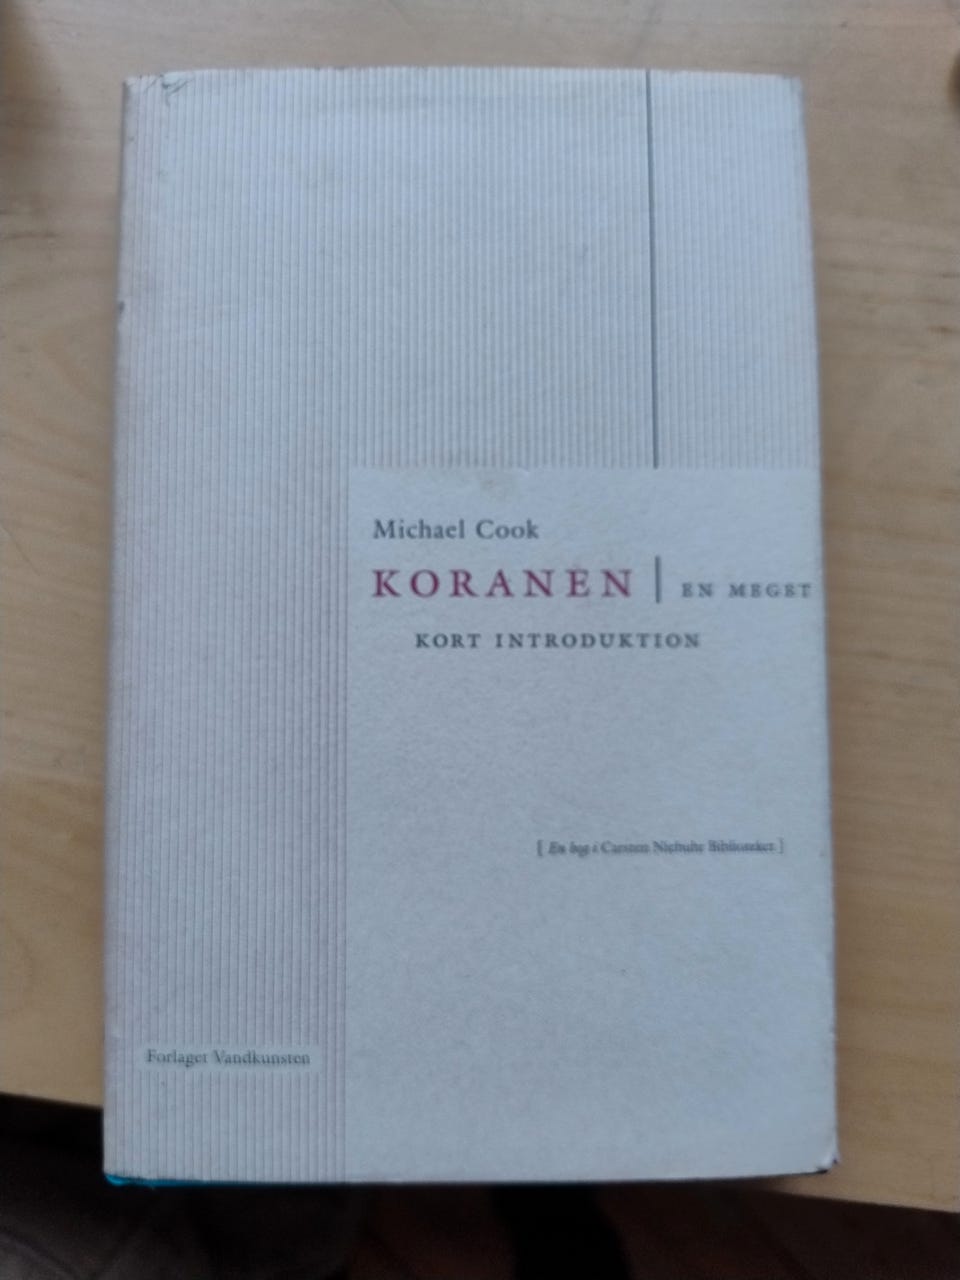 Michael Cook
KORANEN | EN MEGET
KORT INTRODUKTION
[ En bog i Carsten Niebuhr Biblioteket ]
Forlaget Vandkunsten